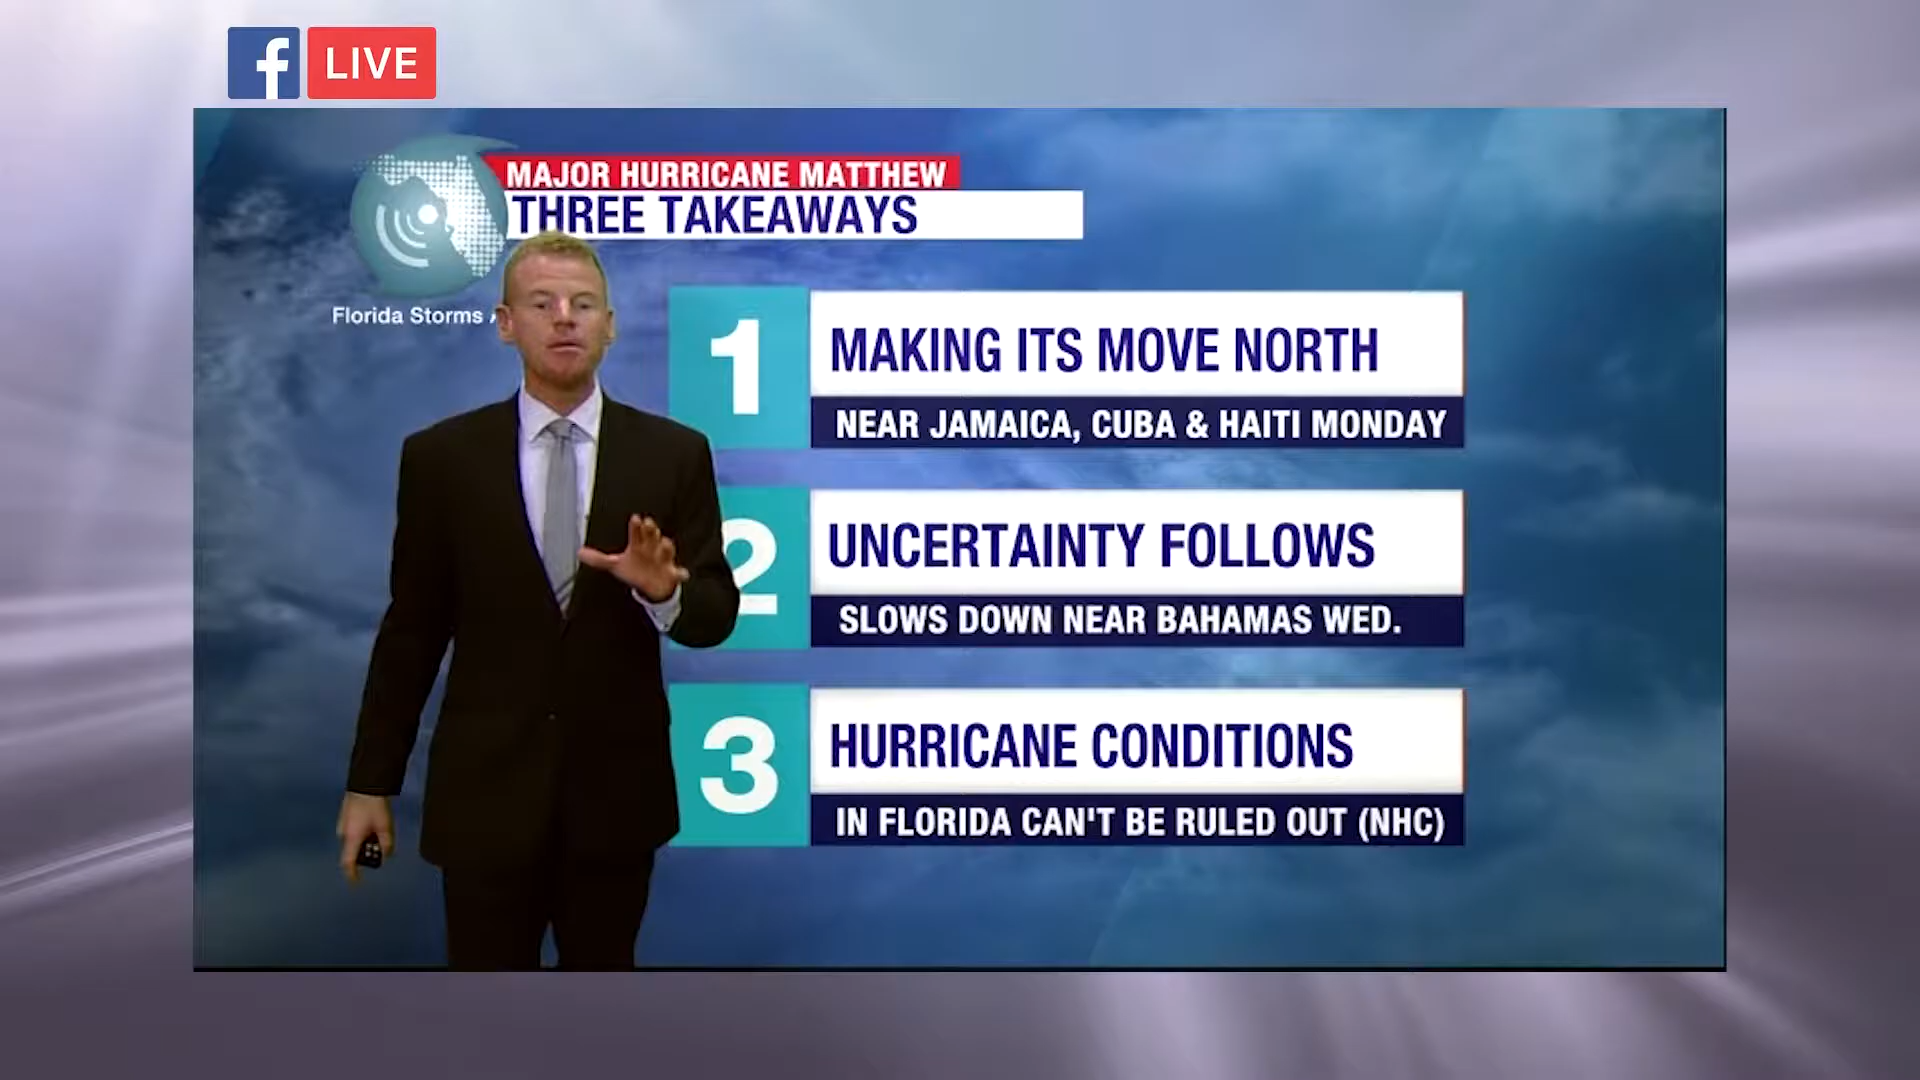 f LIVE
MAJOR HURRICANE MATTHEW
THREE TAKEAWAYS
Florida Storms
1
MAKING ITS MOVE NORTH
NEAR JAMAICA, CUBA & HAITI MONDAY
2
UNCERTAINTY FOLLOWS
SLOWS DOWN NEAR BAHAMAS WED.
3
HURRICANE CONDITIONS
IN FLORIDA CAN'T BE RULED OUT (NHC)